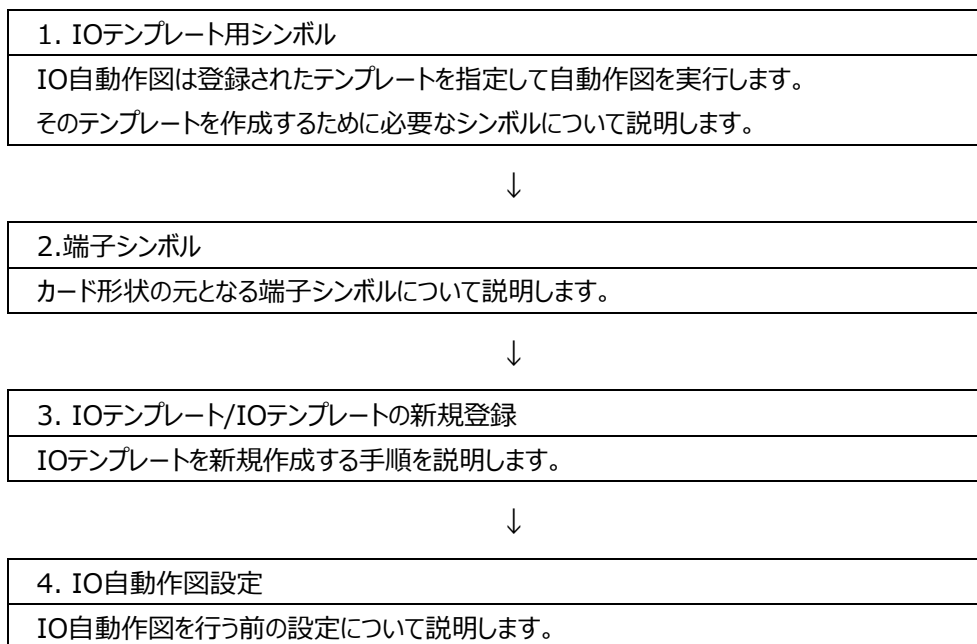 1. IOテンプレート用シンボル
IO自動作図は登録されたテンプレートを指定して自動作図を実行します。
そのテンプレートを作成するために必要なシンボルについて説明します。
↓
2.端子シンボル
カード形状の元となる端子シンボルについて説明します。
↓
3. IOテンプレート/IOテンプレートの新規登録
IOテンプレートを新規作成する手順を説明します。
↓
4. IO自動作図設定
IO自動作図を行う前の設定について説明します。